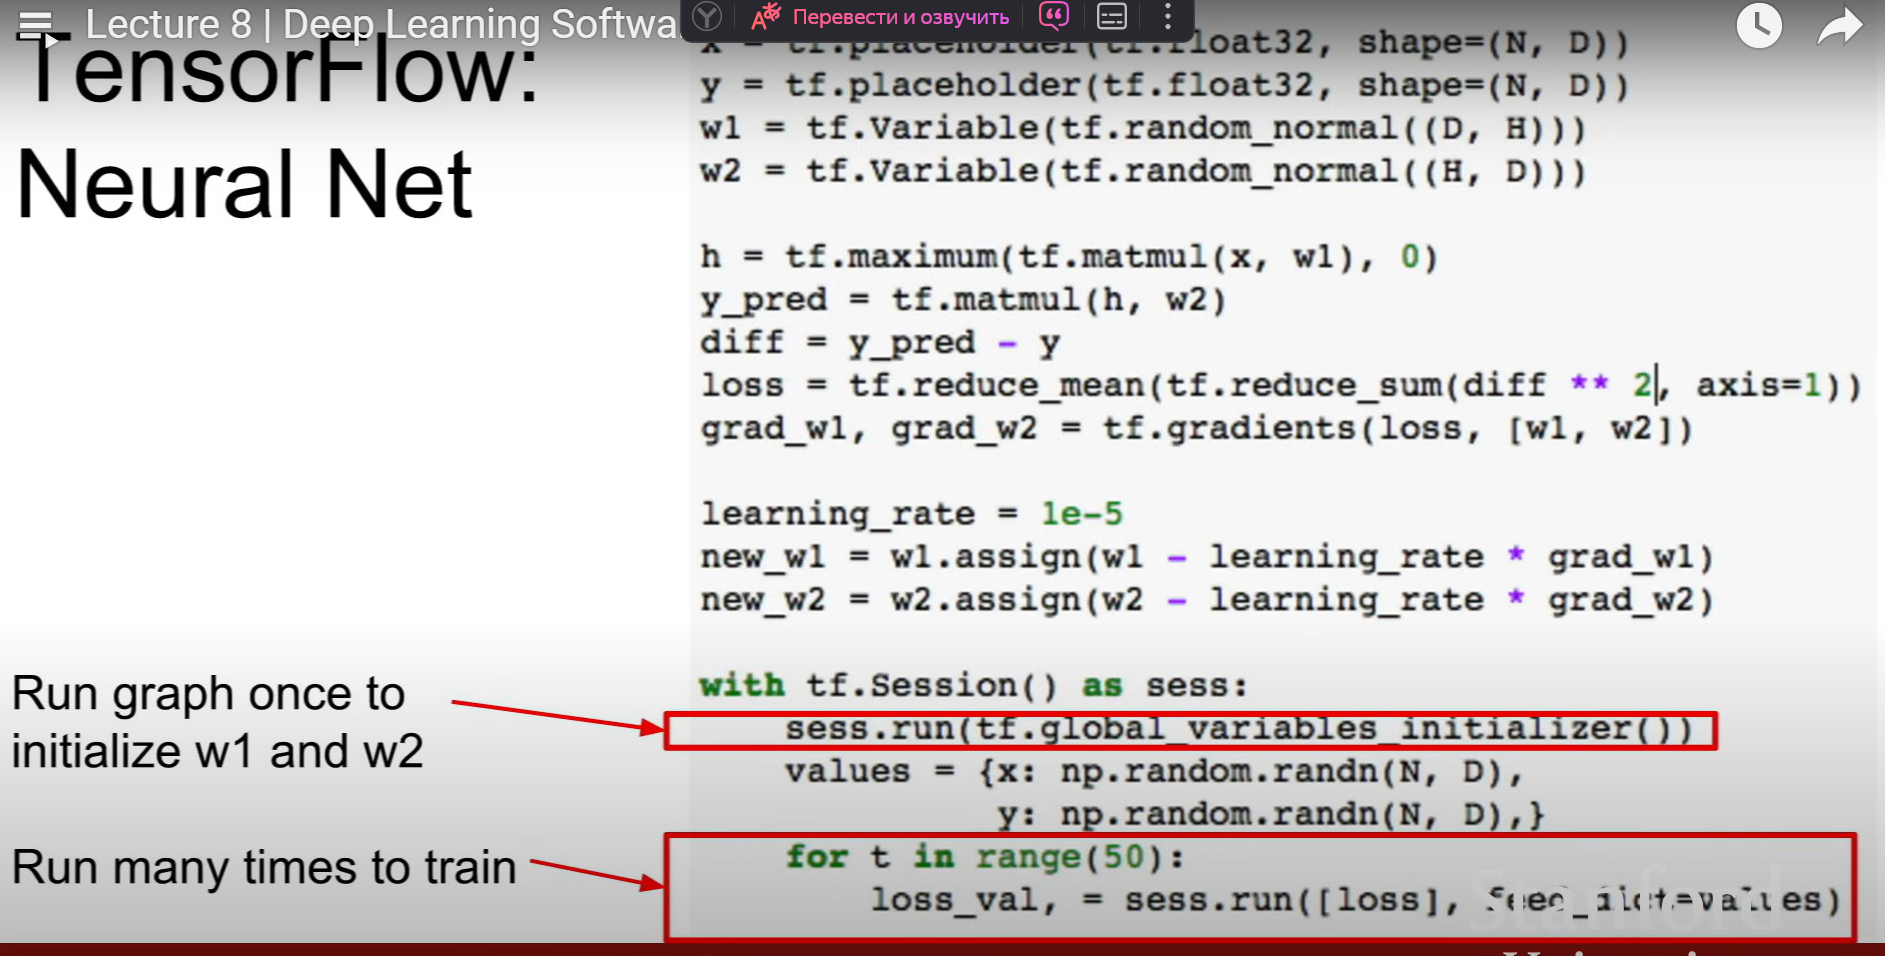 Lecture 8 | Deep Learning Softwa
Перевести и озвучить
TensorFlow:
Neural Net
x = tf.placeholder(tf.float32, shape=(N, D))
y = tf.placeholder(tf.float32, shape=(N, D))
w1 = tf.Variable(tf.random_normal((D, H)))
w2 = tf.Variable(tf.random_normal((H, D)))
h = tf.maximum(tf.matmul(x, w1), 0)
y_pred = tf.matmul(h, w2)
diff = y_pred - y
loss = tf.reduce_mean(tf.reduce_sum(diff ** 2, axis=1))
grad_w1, grad_w2 = tf.gradients(loss, [w1, w2])
learning_rate = 1e-5
new_w1 = w1.assign(w1 - learning_rate * grad_w1)
new_w2 = w2.assign(w2 - learning_rate * grad_w2)
with tf.Session() as sess:
sess.run(tf.global_variables_initializer())
values = {x: np.random.randn(N, D),
y: np.random.randn(N, D),}
for t in range(50):
loss_val, = sess.run([loss], feed_dict=values)
Run graph once to
initialize w1 and w2
Run many times to train
Stanford